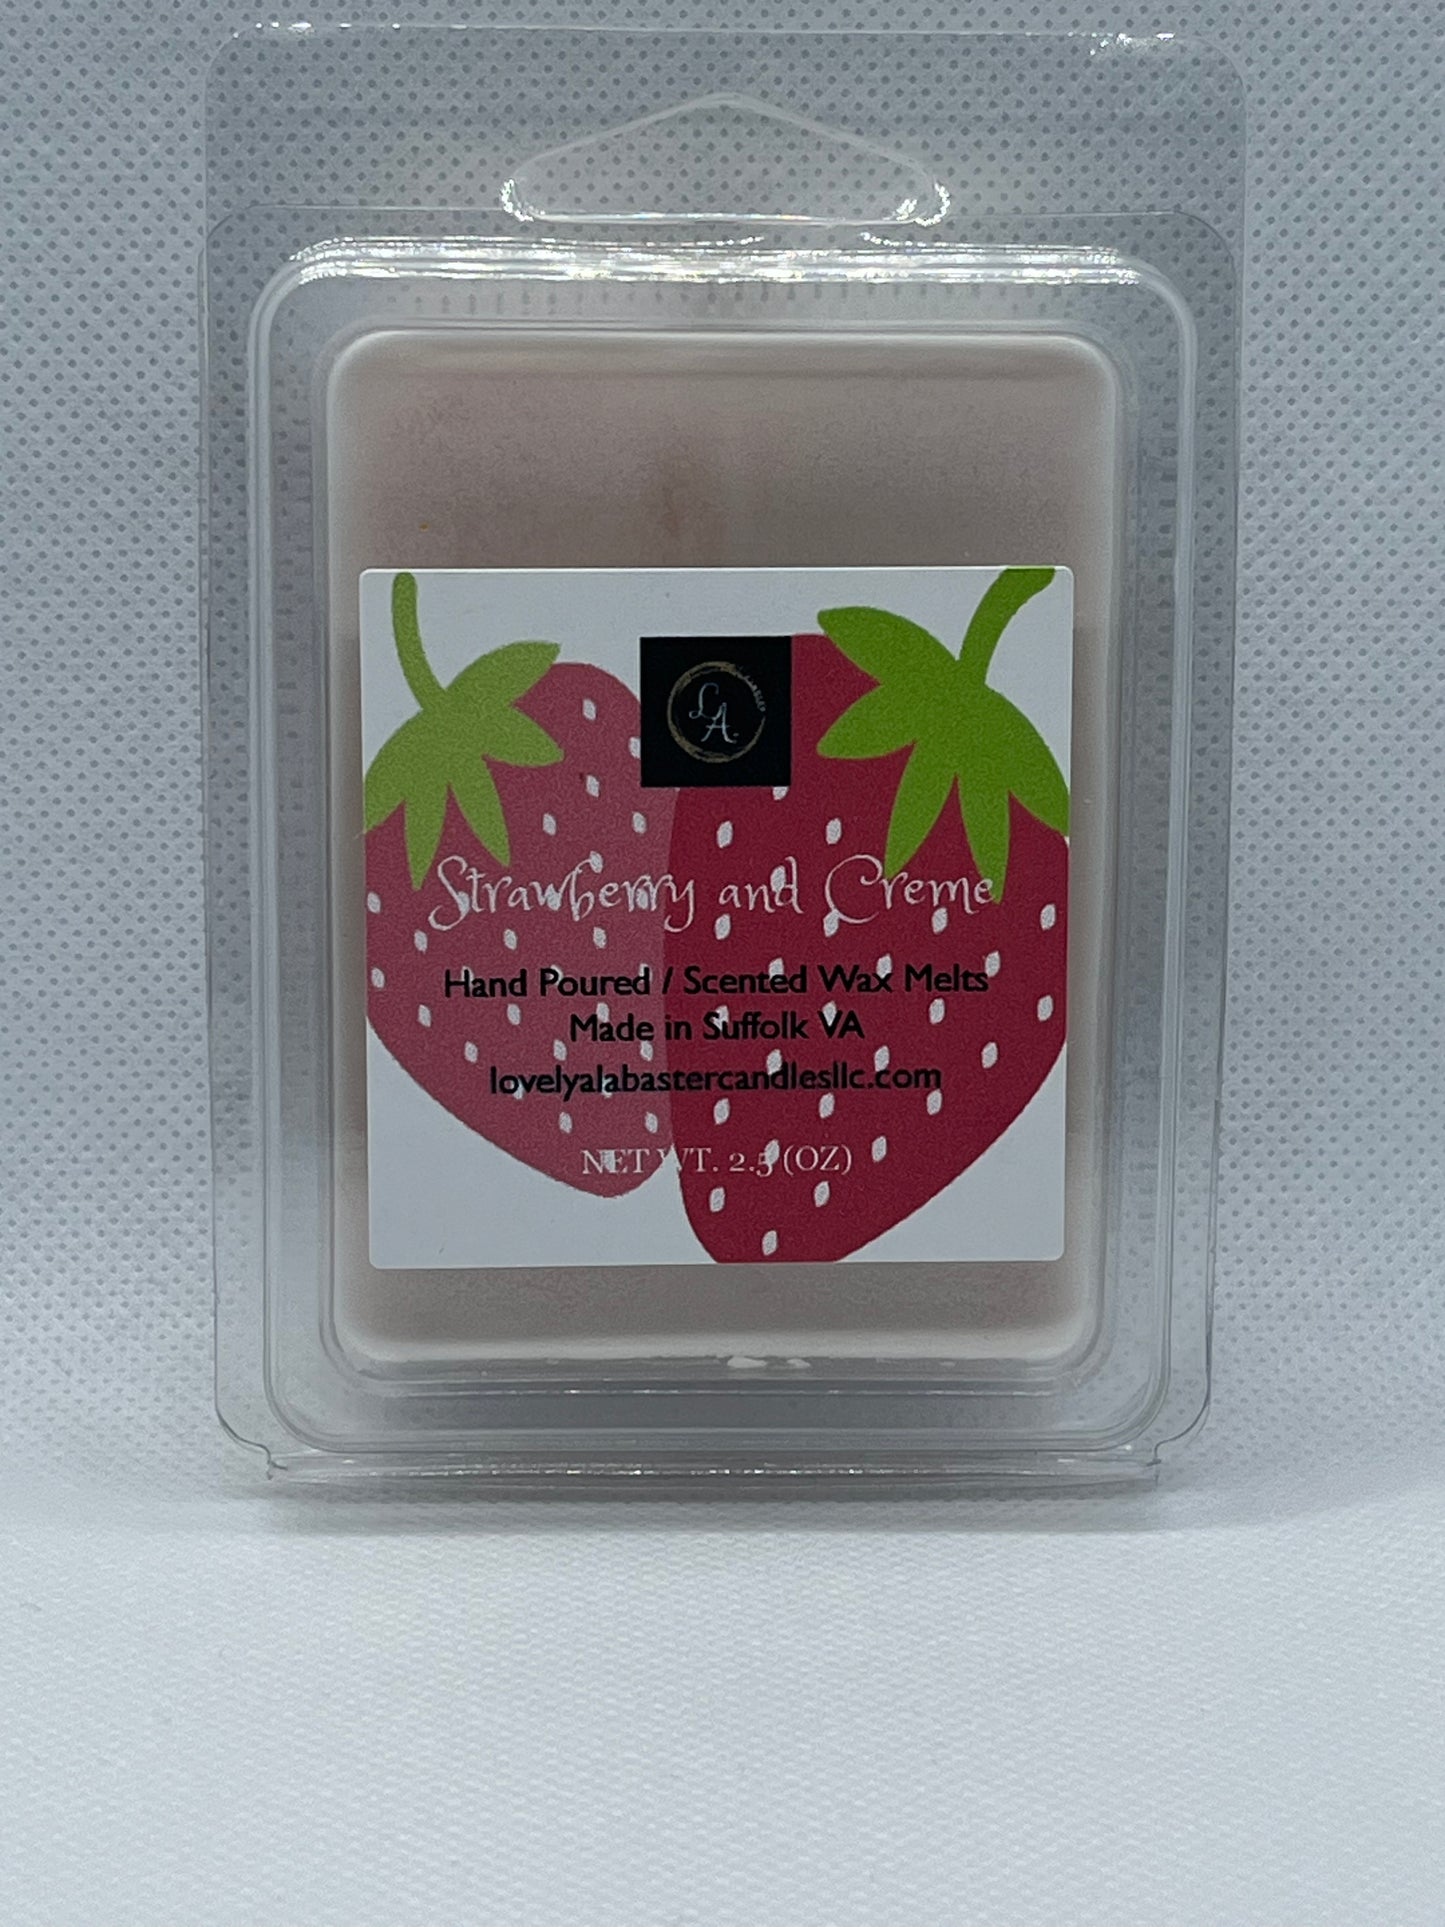 L
A.
Strawberry and Creme
Hand Poured / Scented Wax Melts
Made in Suffolk VA
lovelyalabastercandlesllc.com
NET WT. 2.5 (OZ)